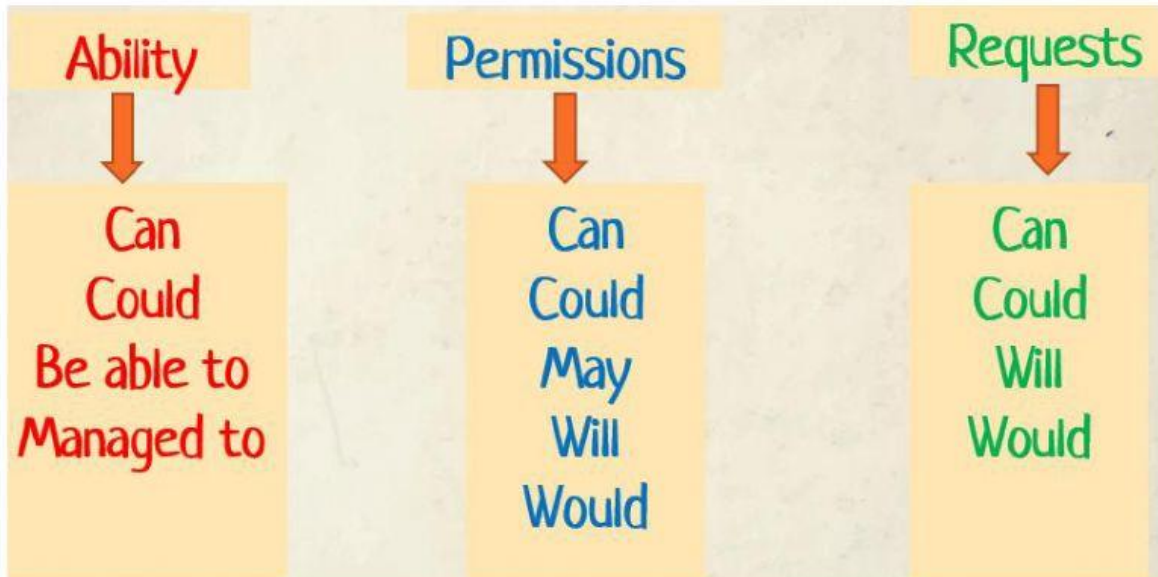 Ability
Can
Could
Be able to
Managed to
Permissions
Can
Could
May
Will
Would
Requests
Can
Could
Will
Would